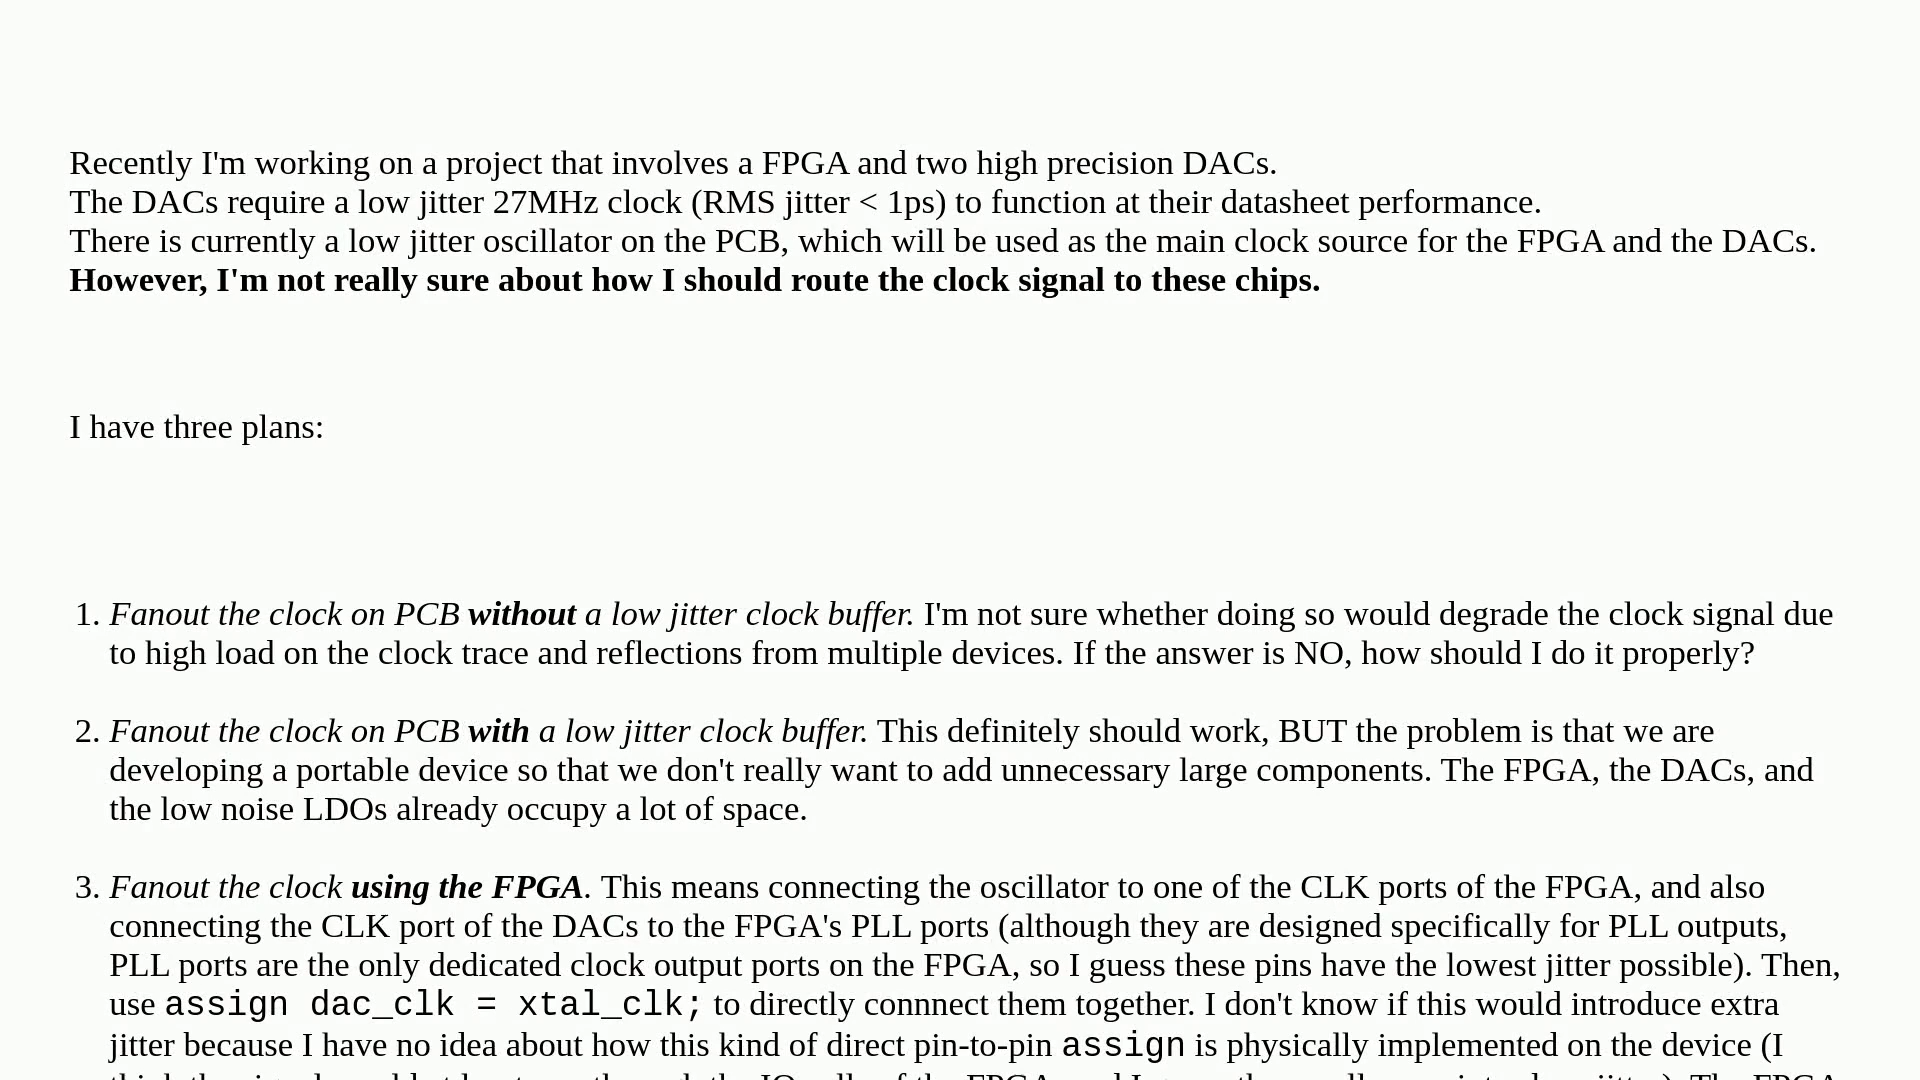 Recently I'm working on a project that involves a FPGA and two high precision DACs.
The DACs require a low jitter 27MHz clock (RMS jitter < 1ps) to function at their datasheet performance.
There is currently a low jitter oscillator on the PCB, which will be used as the main clock source for the FPGA and the DACs.
However, I'm not really sure about how I should route the clock signal to these chips.
I have three plans:
1. Fanout the clock on PCB without a low jitter clock buffer. I'm not sure whether doing so would degrade the clock signal due
to high load on the clock trace and reflections from multiple devices. If the answer is NO, how should I do it properly?
2. Fanout the clock on PCB with a low jitter clock buffer. This definitely should work, BUT the problem is that we are
developing a portable device so that we don't really want to add unnecessary large components. The FPGA, the DACs, and
the low noise LDOs already occupy a lot of space.
3. Fanout the clock using the FPGA. This means connecting the oscillator to one of the CLK ports of the FPGA, and also
connecting the CLK port of the DACs to the FPGA's PLL ports (although they are designed specifically for PLL outputs,
PLL ports are the only dedicated clock output ports on the FPGA, so I guess these pins have the lowest jitter possible). Then,
use assign dac_clk = xtal_clk; to directly connnect them together. I don't know if this would introduce extra
jitter because I have no idea about how this kind of direct pin-to-pin assign is physically implemented on the device (I